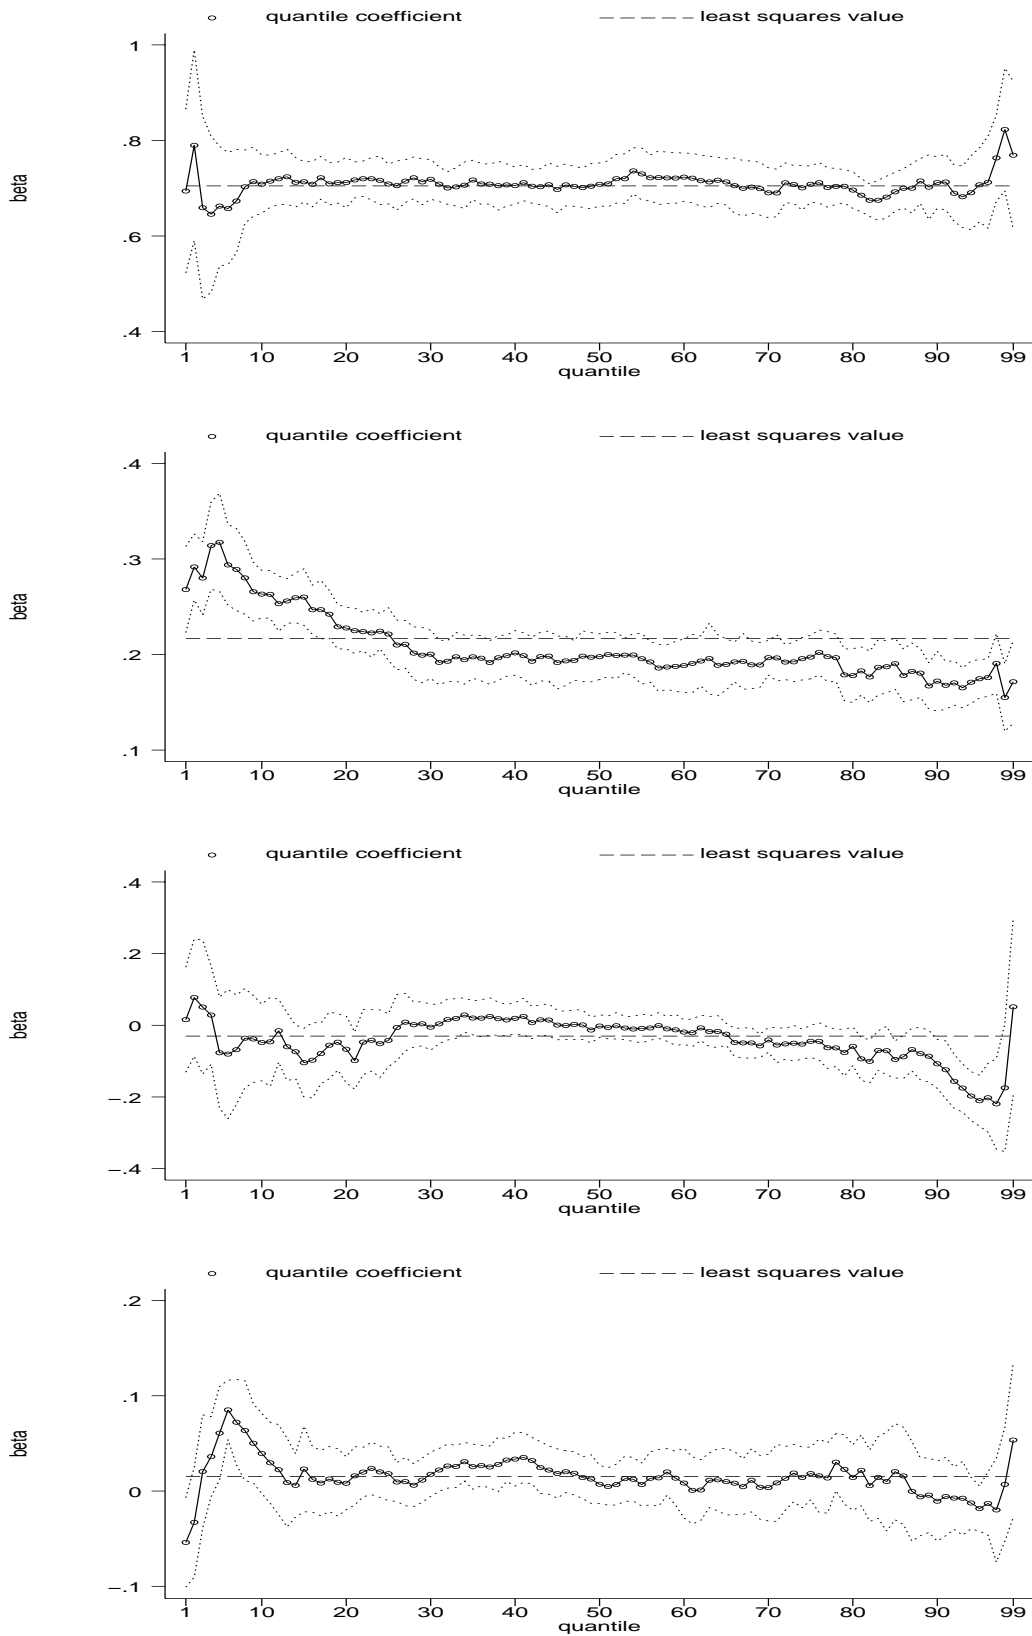 quantile coefficient least squares value
1
.8
beta
.6
.4
1 10 20 30 40 50 60 70 80 90 99
quantile
quantile coefficient least squares value
.4
.3
beta
.2
.1
1 10 20 30 40 50 60 70 80 90 99
quantile
quantile coefficient least squares value
.4
.2
beta
0
−.2
−.4
1 10 20 30 40 50 60 70 80 90 99
quantile
quantile coefficient least squares value
.2
.1
beta
0
−.1
1 10 20 30 40 50 60 70 80 90 99
quantile